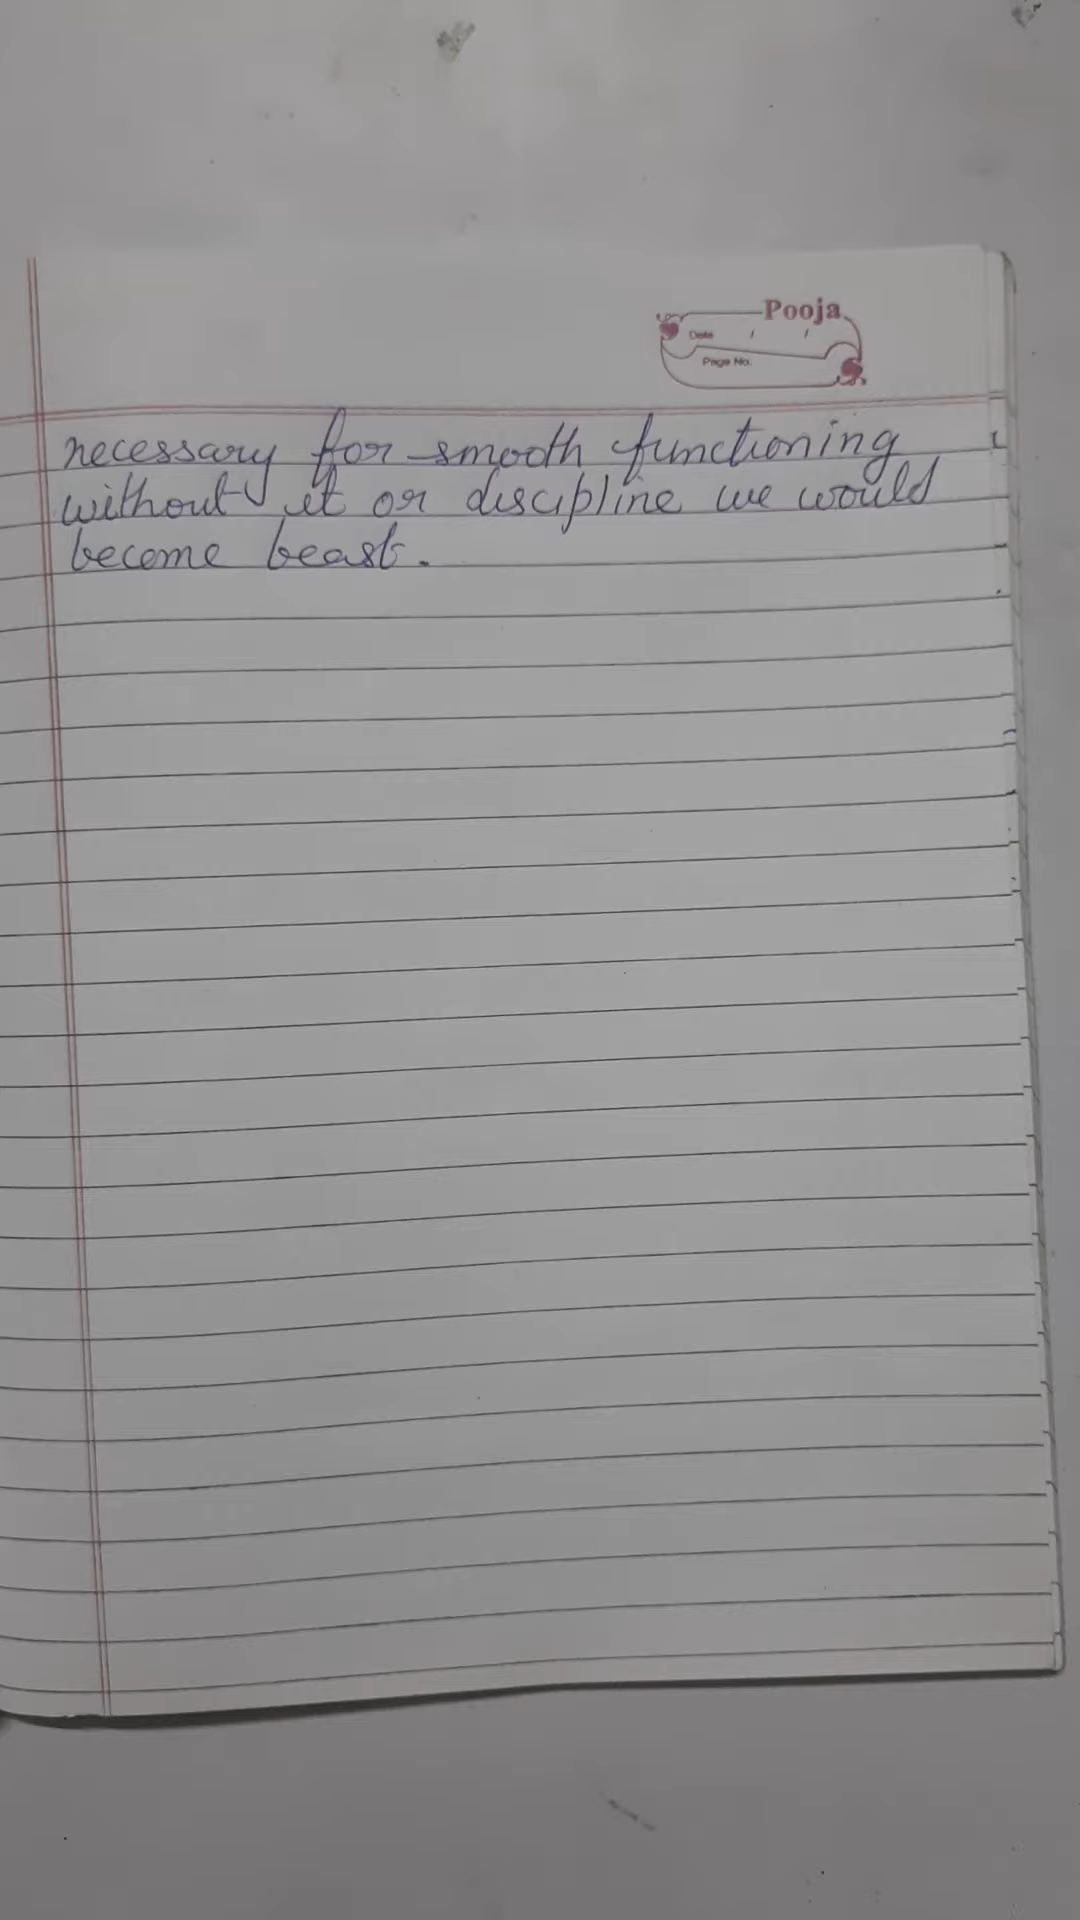 Pooja
Date / /
Page No.
necessary for smooth functioning
without it or discipline we would
become beast.